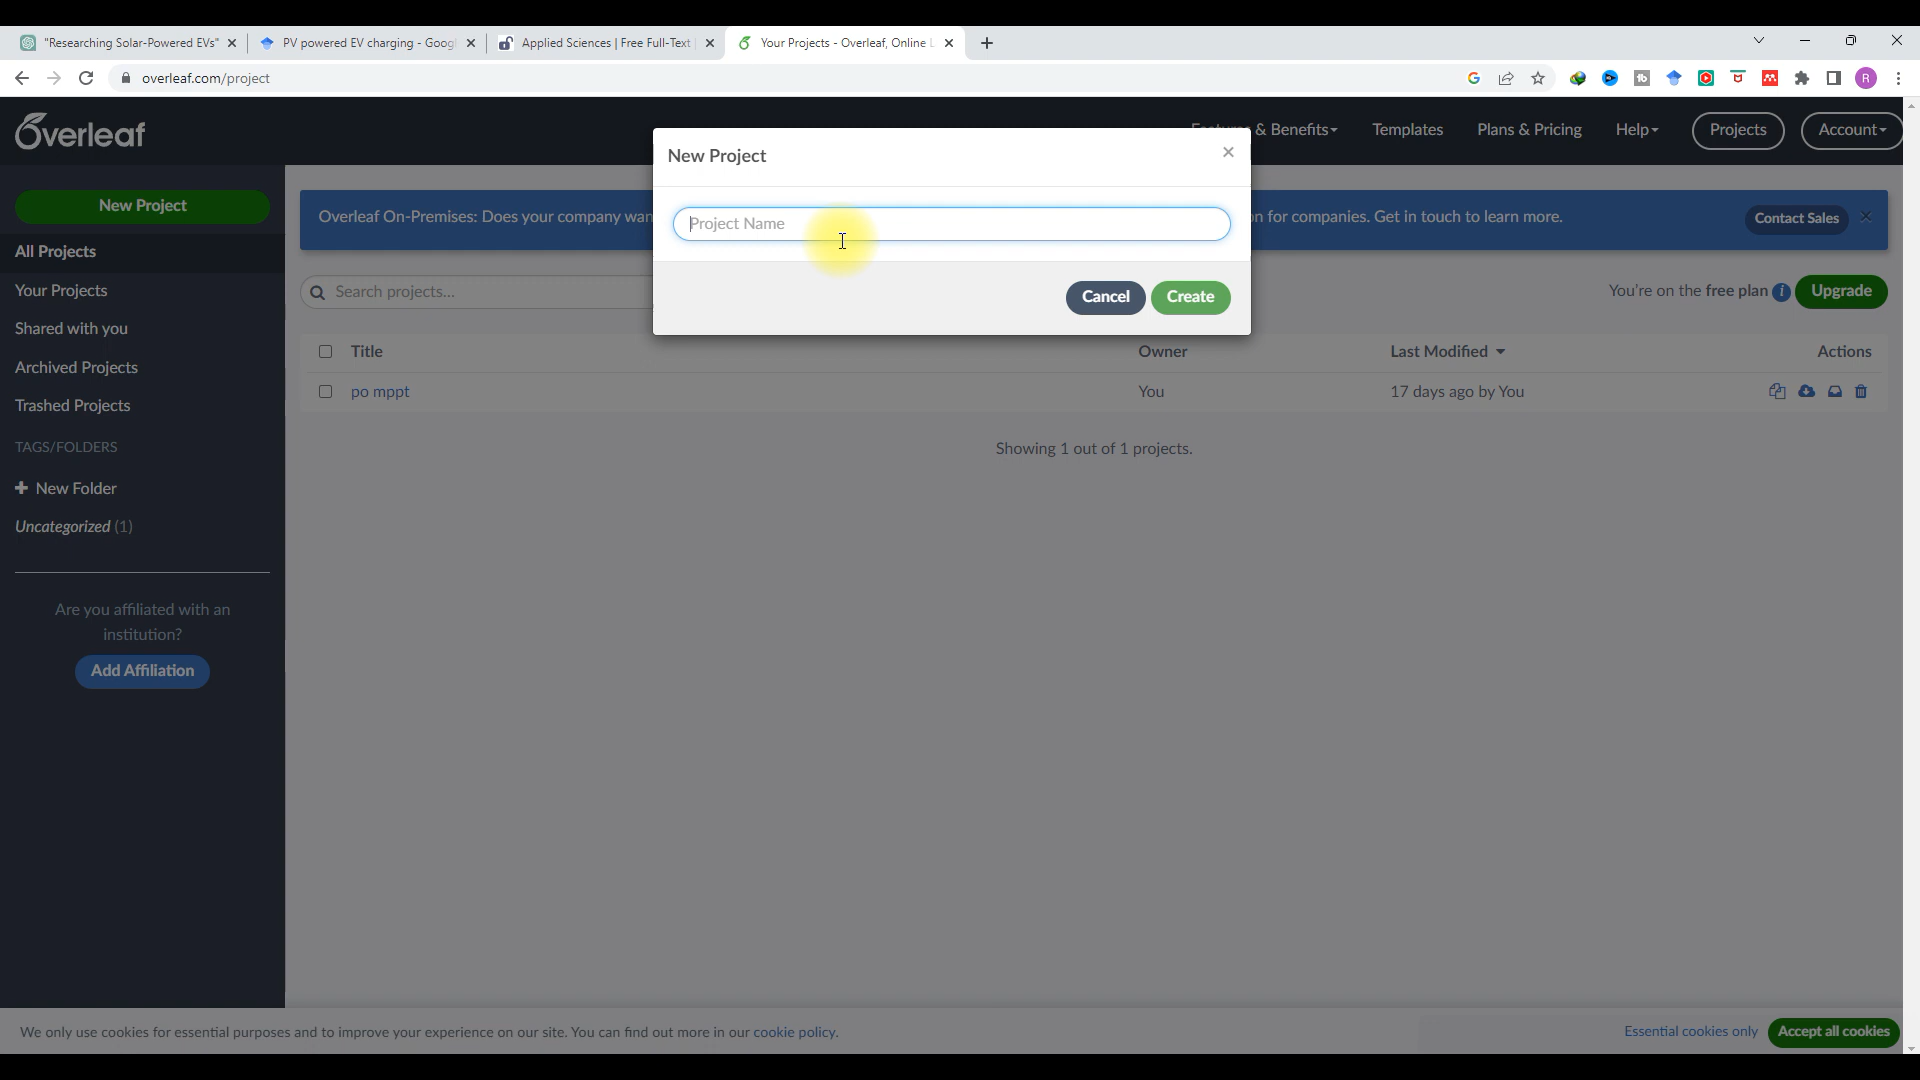 "Researching Solar-Powered EVs"
PV powered EV charging - Goog
Applied Sciences | Free Full-Text
Your Projects - Overleaf, Online L
overleaf.com/project
R
Overleaf
& Benefits
Templates
Plans & Pricing
Help
Projects
Account
New Project
×
Project Name
Cancel
Create
New Project
All Projects
Your Projects
Shared with you
Archived Projects
Trashed Projects
TAGS/FOLDERS
New Folder
Uncategorized (1)
Are you affiliated with an
institution?
Add Affiliation
Overleaf On-Premises: Does your company wan
n for companies. Get in touch to learn more.
Contact Sales
Search projects...
You're on the free plan
Upgrade
Title
Owner
Last Modified
Actions
po mppt
You
17 days ago by You
Showing 1 out of 1 projects.
We only use cookies for essential purposes and to improve your experience on our site. You can find out more in our cookie policy.
Essential cookies only
Accept all cookies